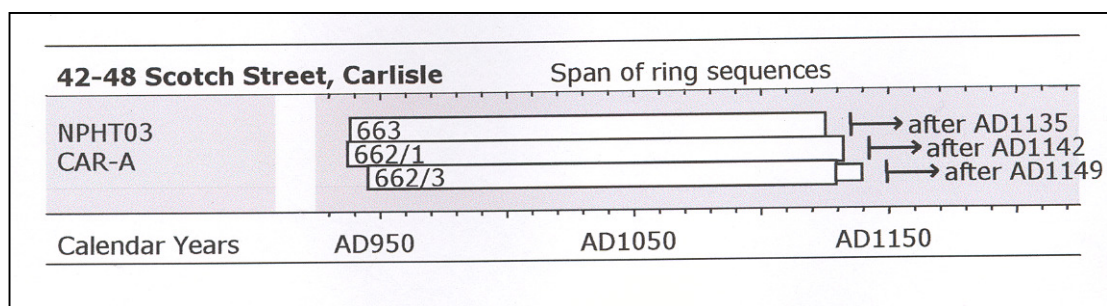 42-48 Scotch Street, Carlisle Span of ring sequences
NPHT03 663 after AD1135
CAR-A 662/1 after AD1142
662/3 after AD1149
Calendar Years AD950 AD1050 AD1150